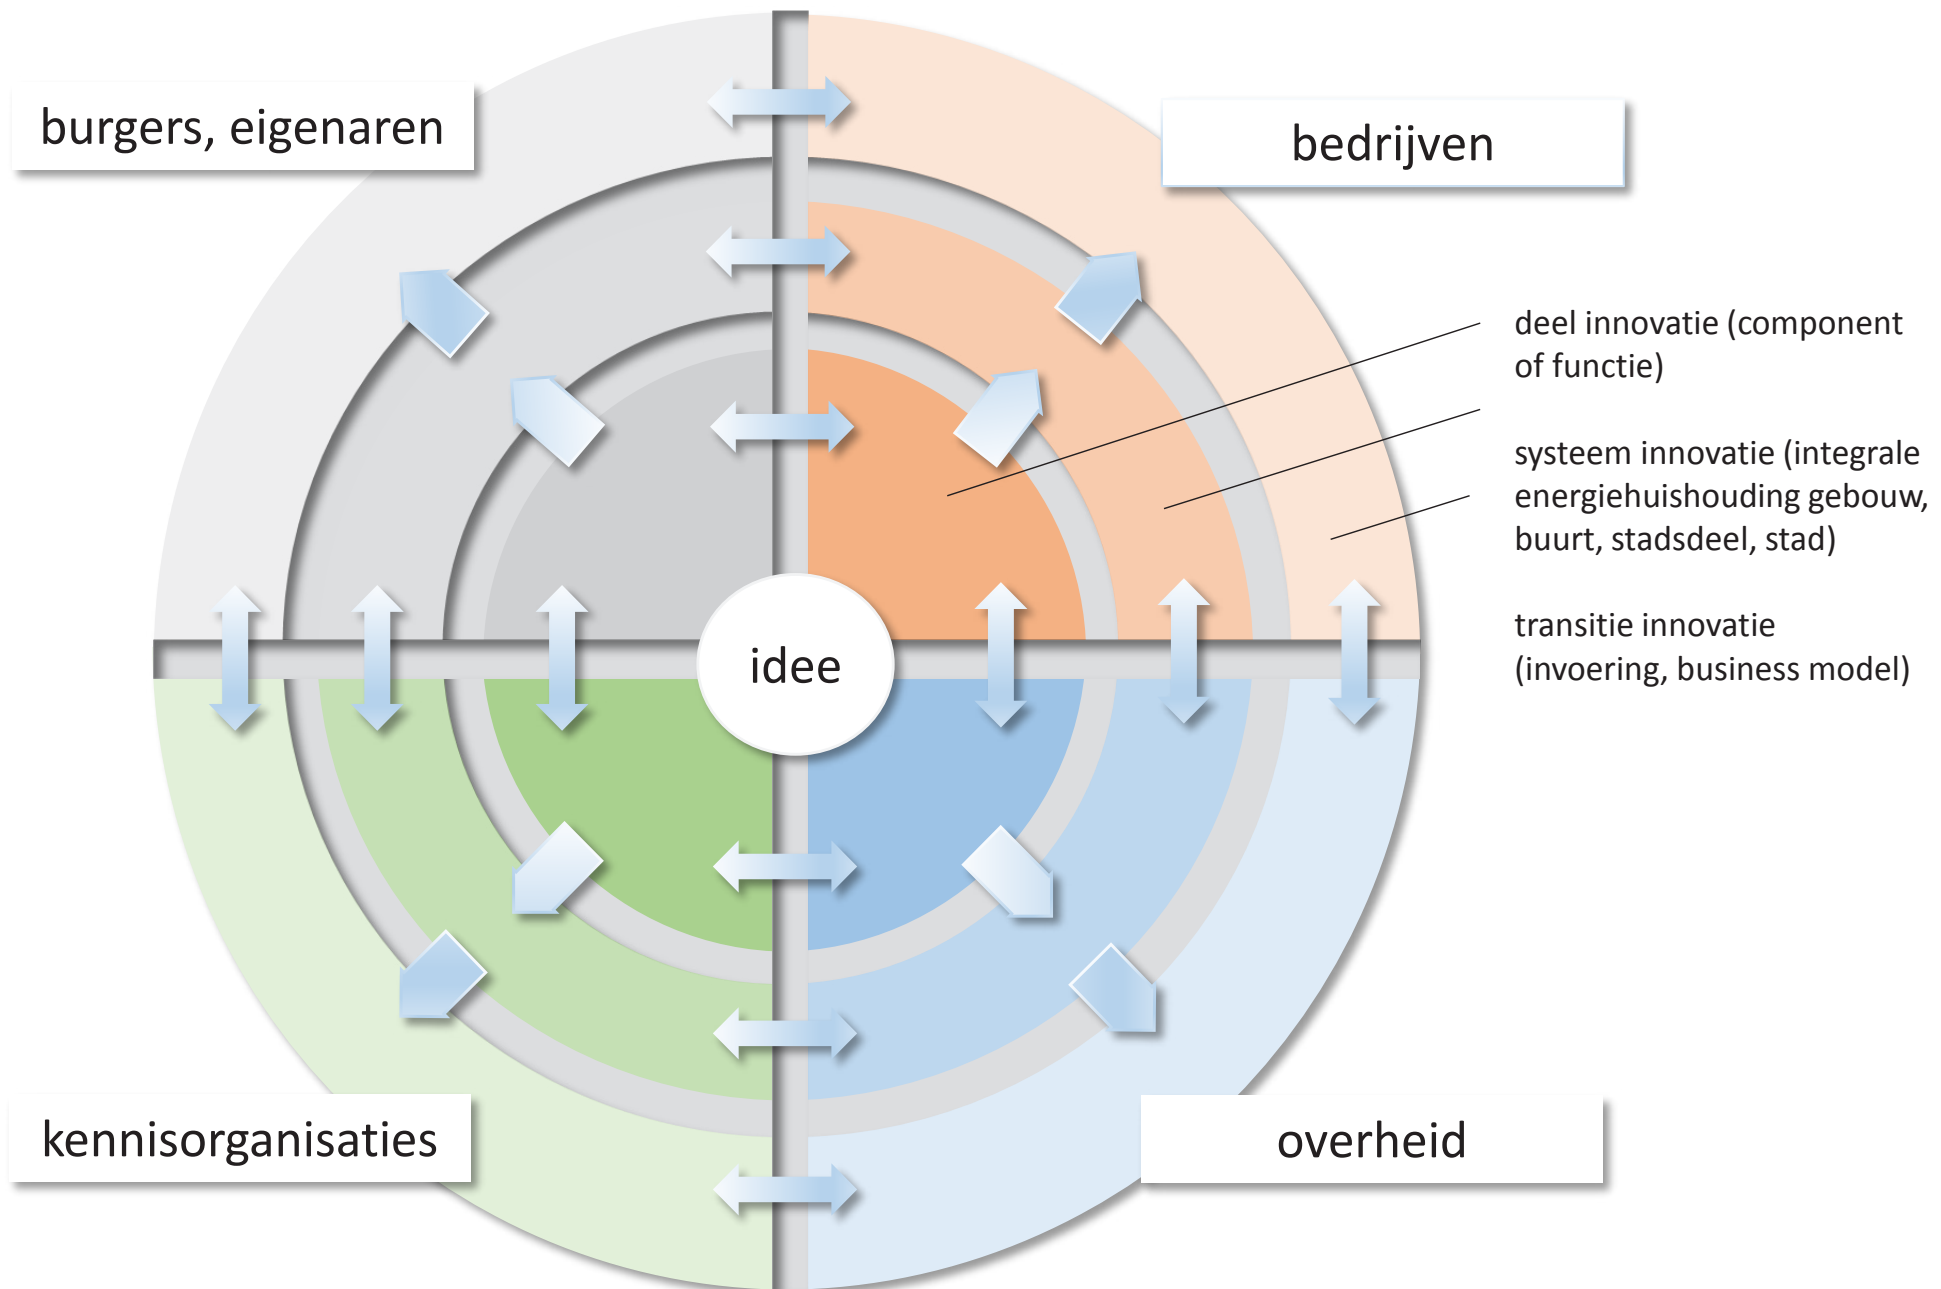 burgers, eigenaren
bedrijven
deel innovatie (component
of functie)
systeem innovatie (integrale
energiehuishouding gebouw,
buurt, stadsdeel, stad)
transitie innovatie
(invoering, business model)
idee
kennisorganisaties
overheid